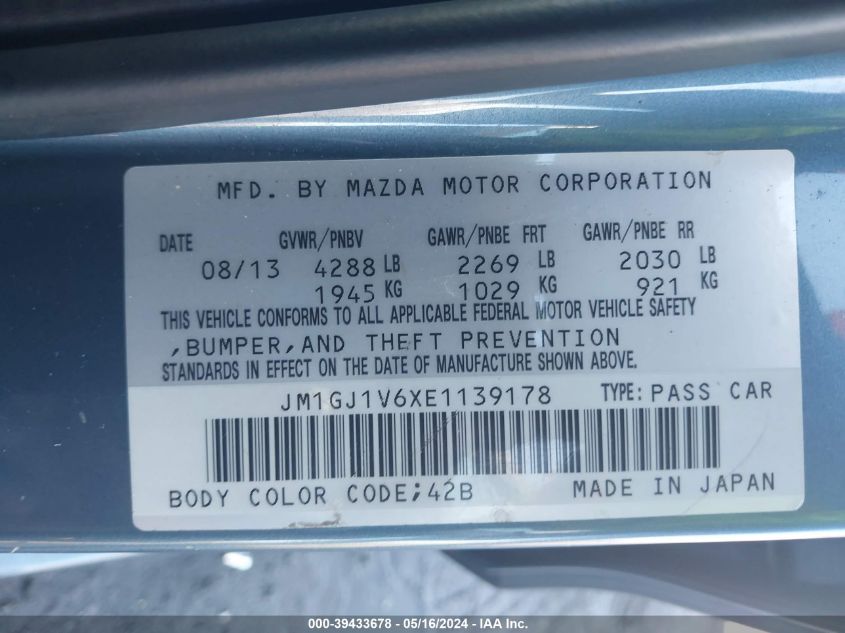 MFD. BY MAZDA MOTOR CORPORATION
DATE GVWR/PNBV GAWR/PNBE FRT GAWR/PNBE RR
08/13 4288 LB 2269 LB 2030 LB
1945 KG 1029 KG 921 KG
THIS VEHICLE CONFORMS TO ALL APPLICABLE FEDERAL MOTOR VEHICLE SAFETY
,BUMPER,AND THEFT PREVENTION
STANDARDS IN EFFECT ON THE DATE OF MANUFACTURE SHOWN ABOVE.
JM1GJ1V6XE1139178 TYPE: PASS CAR
BODY COLOR CODE;42B MADE IN JAPAN
000-39433678 - 05/16/2024 - IAA Inc.